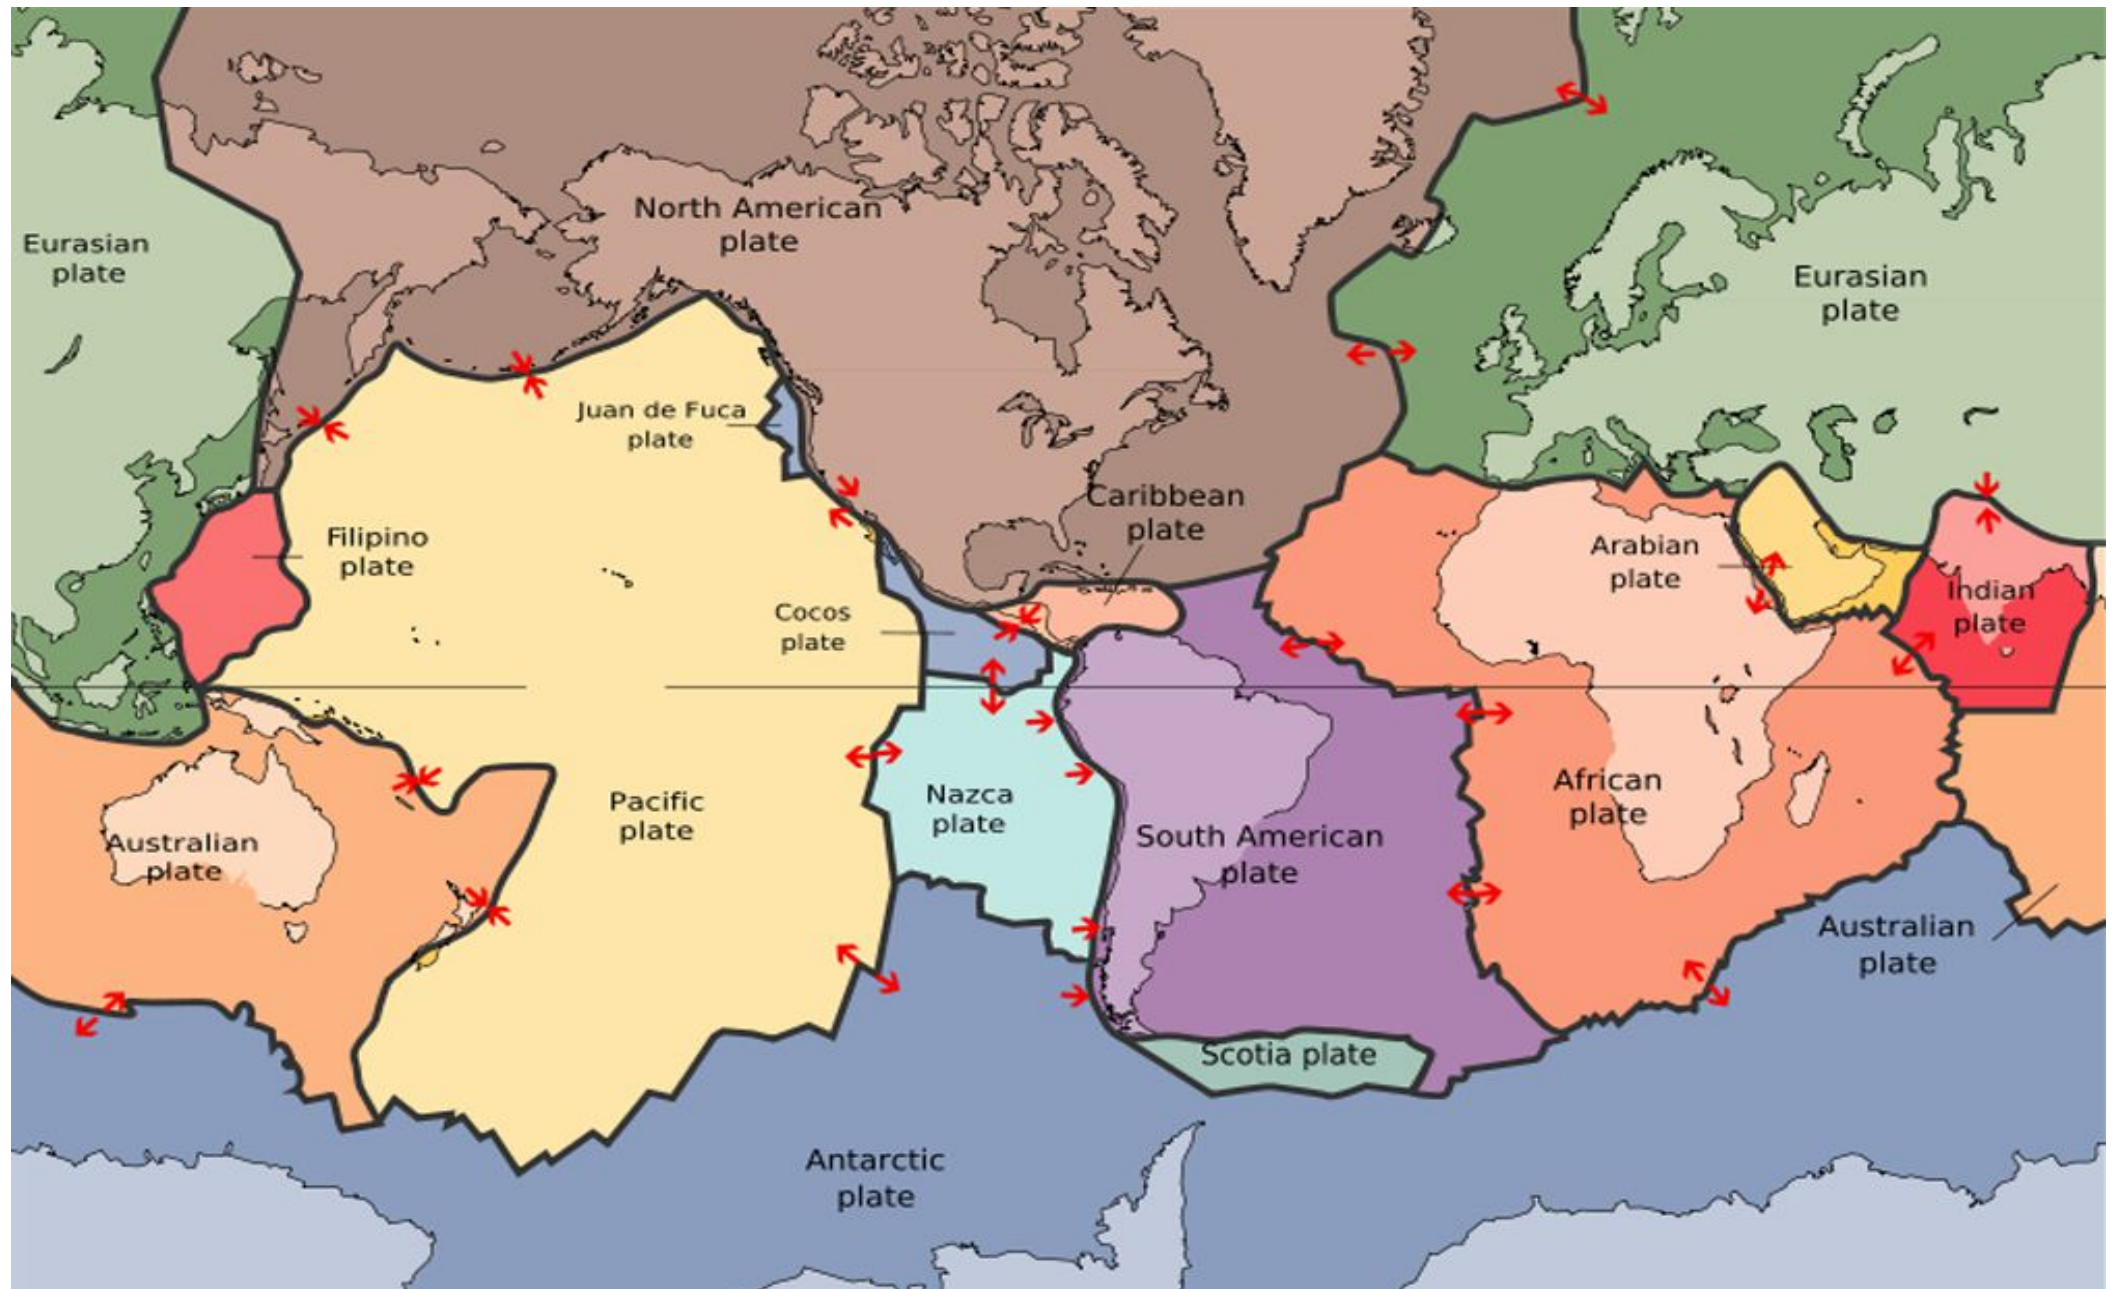 North American
plate
Eurasian
plate
Eurasian
plate
Juan de Fuca
plate
Caribbean
plate
Filipino
plate
Arabian
plate
Indian
plate
Cocos
plate
Nazca
plate
Pacific
plate
African
plate
Australian
plate
South American
plate
Australian
plate
Scotia plate
Antarctic
plate